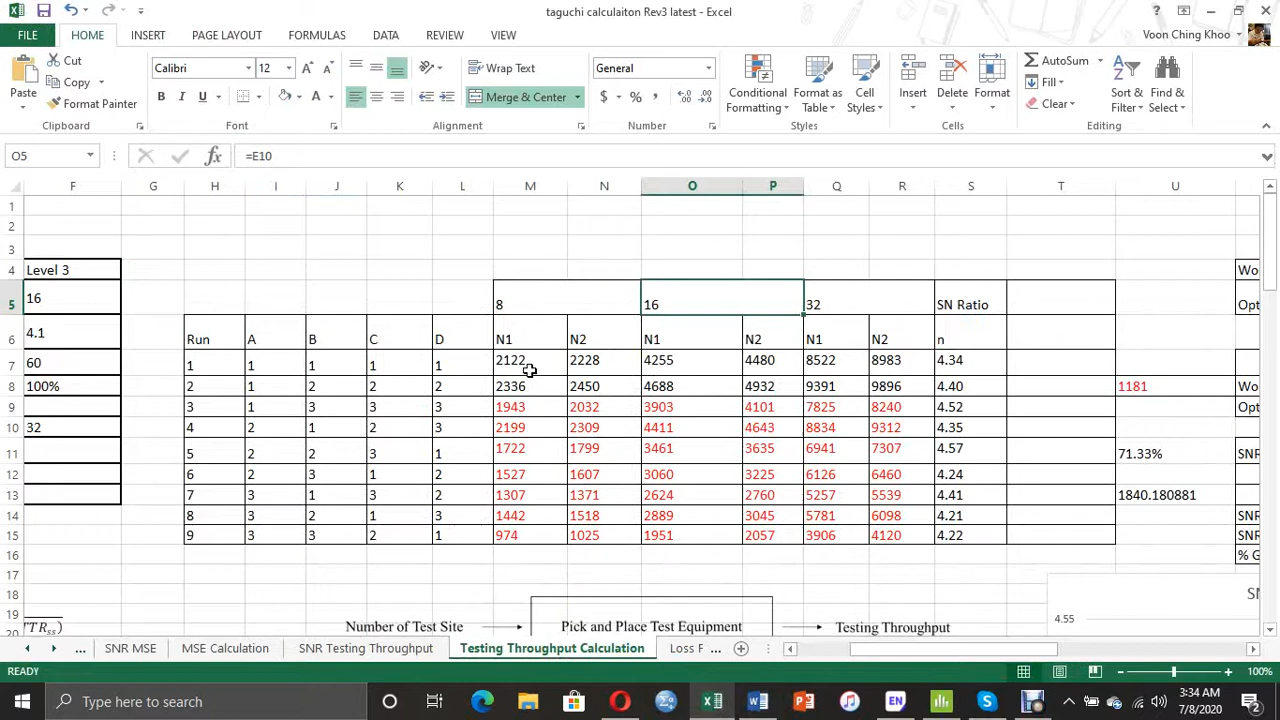 taguchi calculaiton Rev3 latest - Excel
FILE HOME INSERT PAGE LAYOUT FORMULAS DATA REVIEW VIEW Voon Ching Khoo
Cut
Copy
Format Painter
Paste
Calibri 12
B I U
Wrap Text
Merge & Center
General
$ % ,
Conditional Formatting
Format as Table
Cell Styles
Insert
Delete
Format
AutoSum
Fill
Clear
Sort & Filter
Find & Select
Clipboard Font Alignment Number Styles Cells Editing
O5 fx =E10
F G H I J K L M N O P Q R S T U
1
2
3
4 Level 3 Wo
5 16 8 16 32 SN Ratio Opt
6 4.1 Run A B C D N1 N2 N1 N2 N1 N2 n
7 60 1 1 1 1 1 2122 2228 4255 4480 8522 8983 4.34
8 100% 2 1 2 2 2 2336 2450 4688 4932 9391 9896 4.40 1181 Wo
9 3 1 3 3 3 1943 2032 3903 4101 7825 8240 4.52 Opt
10 32 4 2 1 2 3 2199 2309 4411 4643 8834 9312 4.35
11 5 2 2 3 1 1722 1799 3461 3635 6941 7307 4.57 71.33% SNR
12 6 2 3 1 2 1527 1607 3060 3225 6126 6460 4.24
13 7 3 1 3 2 1307 1371 2624 2760 5257 5539 4.41 1840.180881
14 8 3 2 1 3 1442 1518 2889 3045 5781 6098 4.21 SNR
15 9 3 3 2 1 974 1025 1951 2057 3906 4120 4.22 SNR
16 % G
17
18
19 Number of Test Site Pick and Place Test Equipment Testing Throughput 4.55
20
... SNR MSE MSE Calculation SNR Testing Throughput Testing Throughput Calculation Loss F ...
READY 100%
Type here to search EN 3:34 AM
7/8/2020